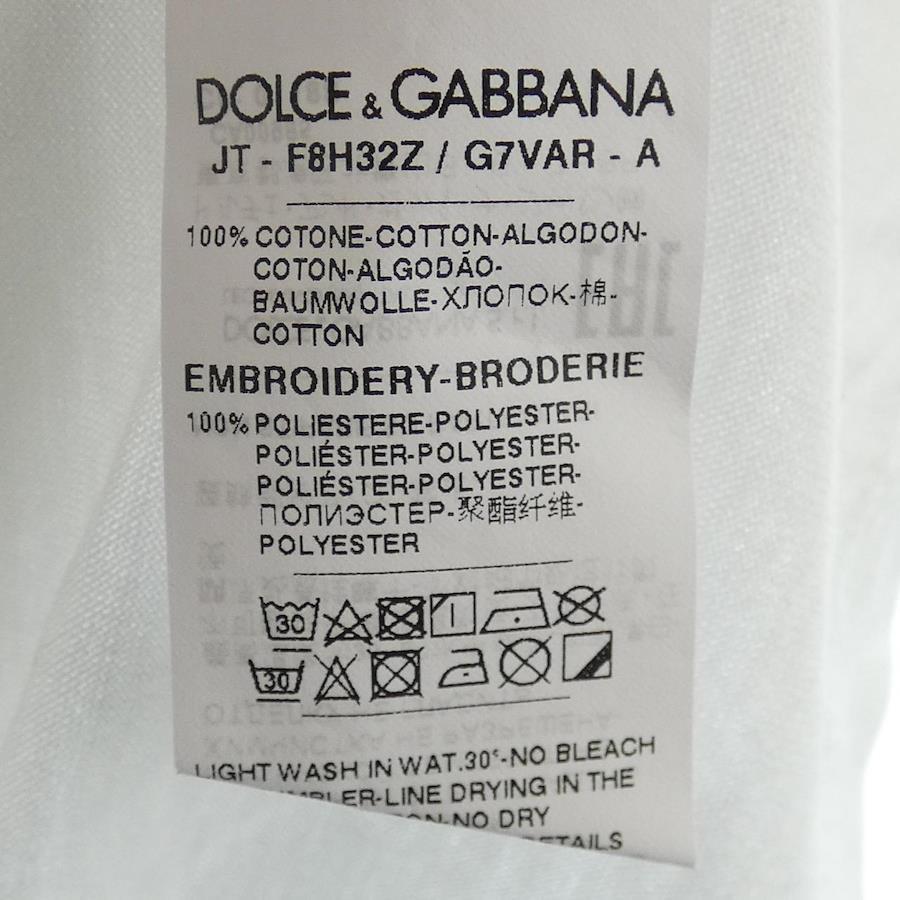 DOLCE & GABBANA
JT - F8H32Z / G7VAR - A
100% COTONE-COTTON-ALGODON-
COTON-ALGODÃO-
BAUMWOLLE-ХЛОПОК-棉-
COTTON
EMBROIDERY-BRODERIE
100% POLIESTERE-POLYESTER-
POLIÉSTER-POLYESTER-
POLIÉSTER-POLYESTER-
ПОЛИЭСТЕР-聚酯纤维-
POLYESTER
30
30
LIGHT WASH IN WAT.30°-NO BLEACH
-LINE DRYING IN THE
-NO DRY
DETAILS